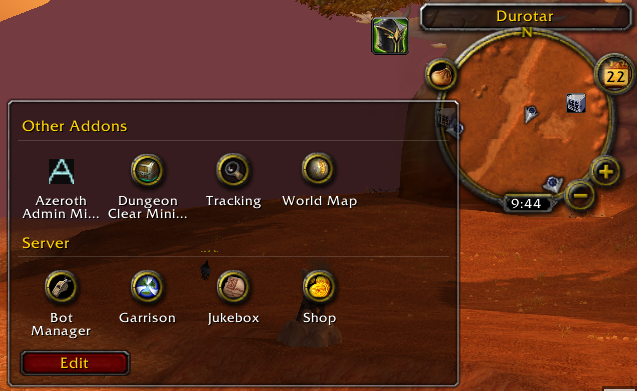 Durotar
N
22
Other Addons
A
Azeroth
Admin Mi...
Dungeon
Clear Mini...
Tracking
World Map
9:44
Server
Bot
Manager
Garrison
Jukebox
Shop
Edit